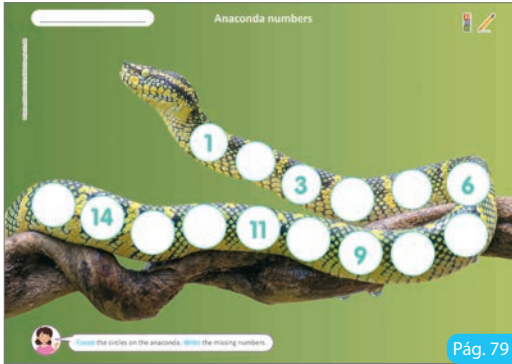 Anaconda numbers
1
3
6
14
11
9
Count the circles on the anaconda. Write the missing numbers.
Pág. 79